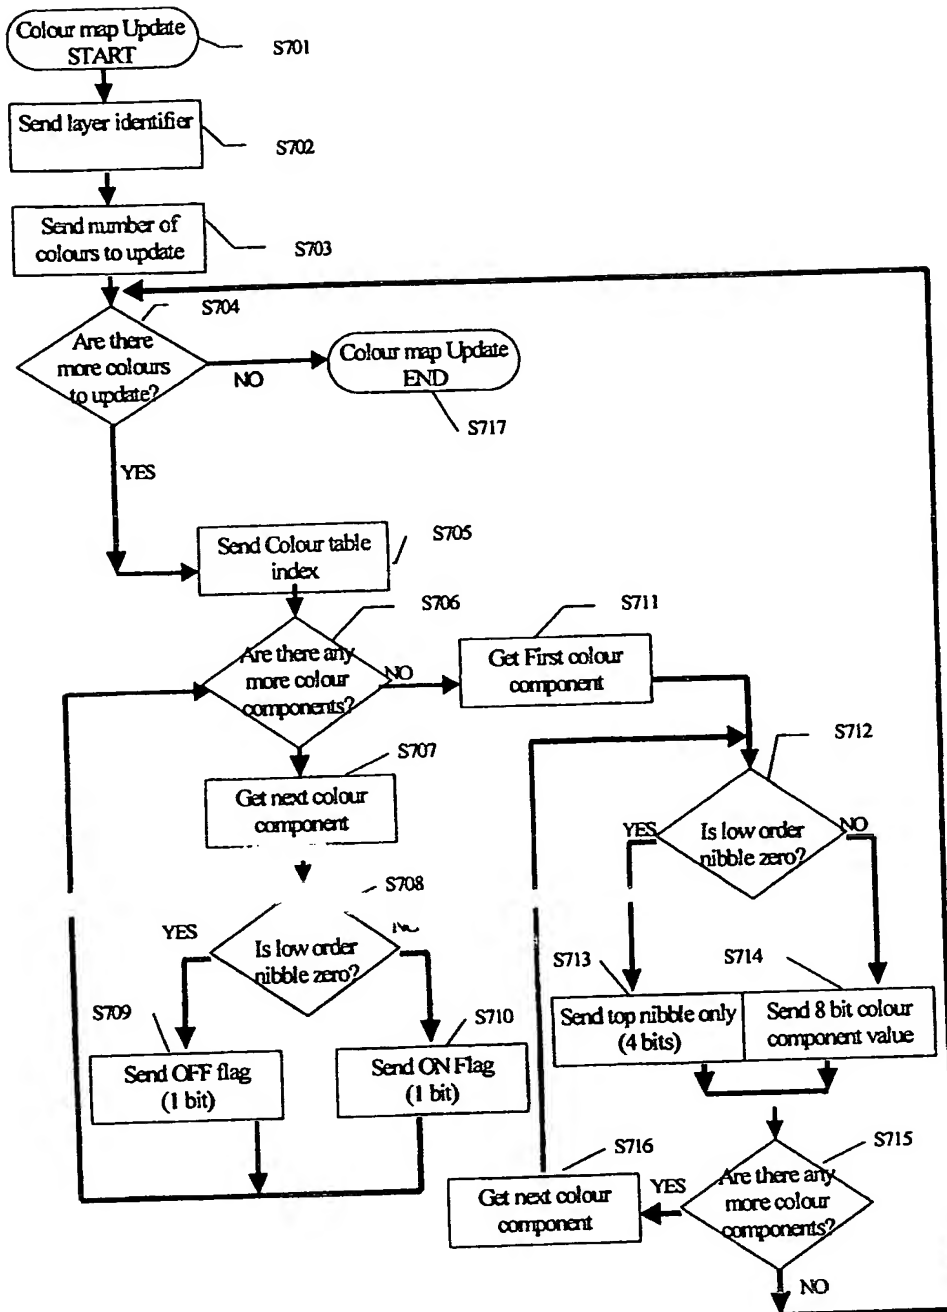 Colour map Update
START
S701
Send layer identifier
S702
Send number of
colours to update
S703
S704
Are there
more colours
to update?
NO
Colour map Update
END
S717
YES
Send Colour table
index
S705
S706
Are there any
more colour
components?
NO
S711
Get First colour
component
S707
Get next colour
component
S712
Is low order
nibble zero?
YES
NO
S708
Is low order
nibble zero?
YES
S713
Send top nibble only
(4 bits)
S714
Send 8 bit colour
component value
S709
Send OFF flag
(1 bit)
S710
Send ON Flag
(1 bit)
S715
Are there any
more colour
components?
YES
S716
Get next colour
component
NO